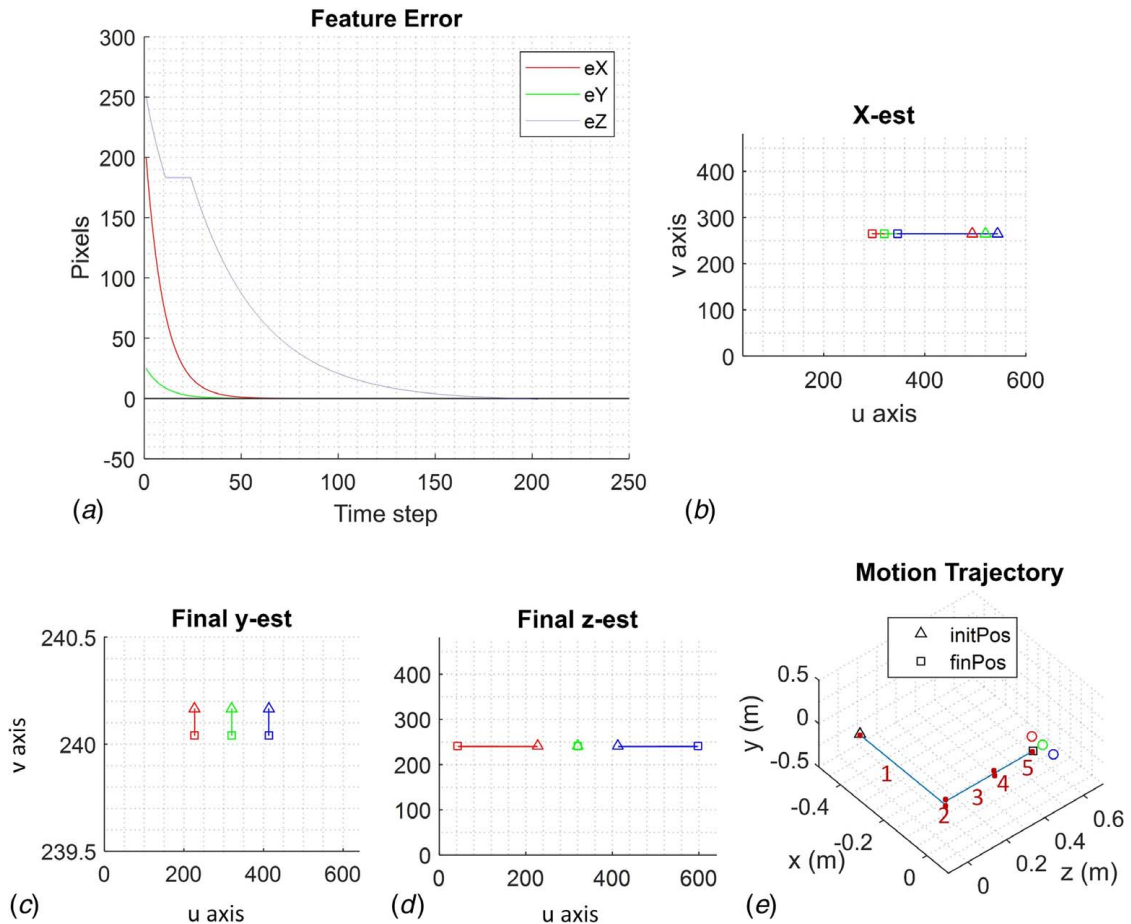 Feature Error
300
250
200
150
100
50
0
-50
Pixels
0 50 100 150 200 250
Time step
eX
eY
eZ
(a)
X-est
400
300
200
100
0
v axis
200 400 600
u axis
(b)
Final y-est
240.5
240
239.5
v axis
0 200 400 600
u axis
(c)
Final z-est
400
300
200
100
0
0 200 400 600
u axis
(d)
Motion Trajectory
initPos
finPos
0.5
0
-0.5
y (m)
1
2
3
4
5
-0.4
-0.2
0
x (m)
0
0.2
0.4
0.6
z (m)
(e)